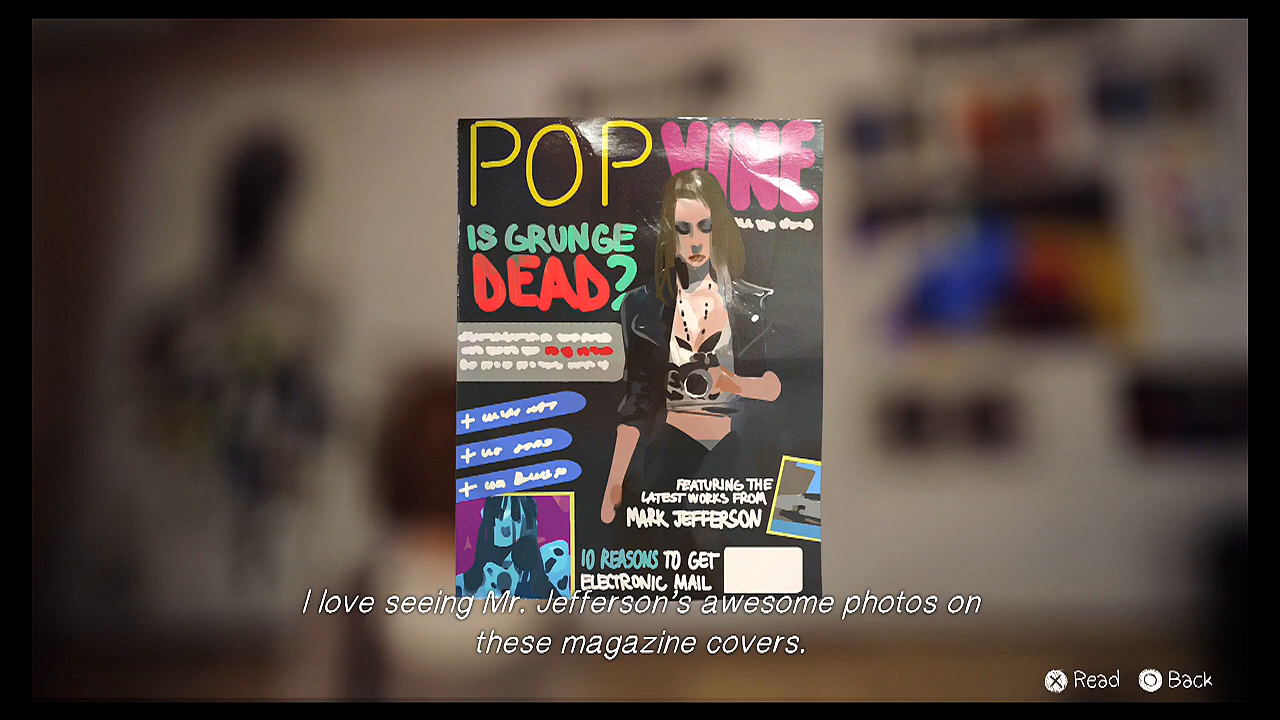 POP VINE
IS GRUNGE
DEAD?
FEATURING THE
LATEST WORKS FROM
MARK JEFFERSON
10 REASONS TO GET
ELECTRONIC MAIL
I love seeing Mr. Jefferson's awesome photos on
these magazine covers.
Read Back